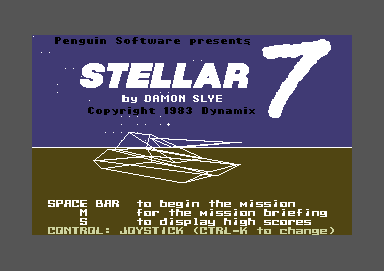 Penguin Software presents
STELLAR 7
by DAMON SLYE
Copyright 1983 Dynamix
SPACE BAR to begin the mission
M for the mission briefing
S to display high scores
CONTROL: JOYSTICK (CTRL-K to change)